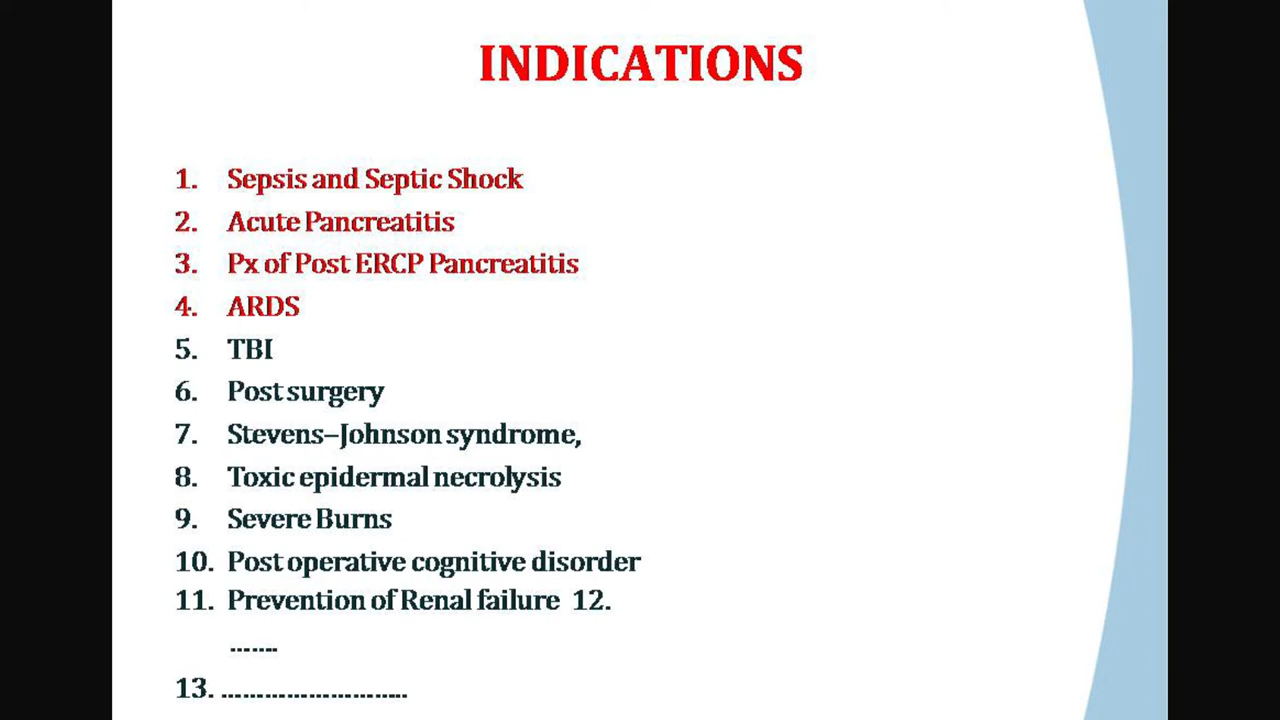 INDICATIONS
1. Sepsis and Septic Shock
2. Acute Pancreatitis
3. Px of Post ERCP Pancreatitis
4. ARDS
5. TBI
6. Post surgery
7. Stevens–Johnson syndrome,
8. Toxic epidermal necrolysis
9. Severe Burns
10. Post operative cognitive disorder
11. Prevention of Renal failure 12.
.......
13. ..........................